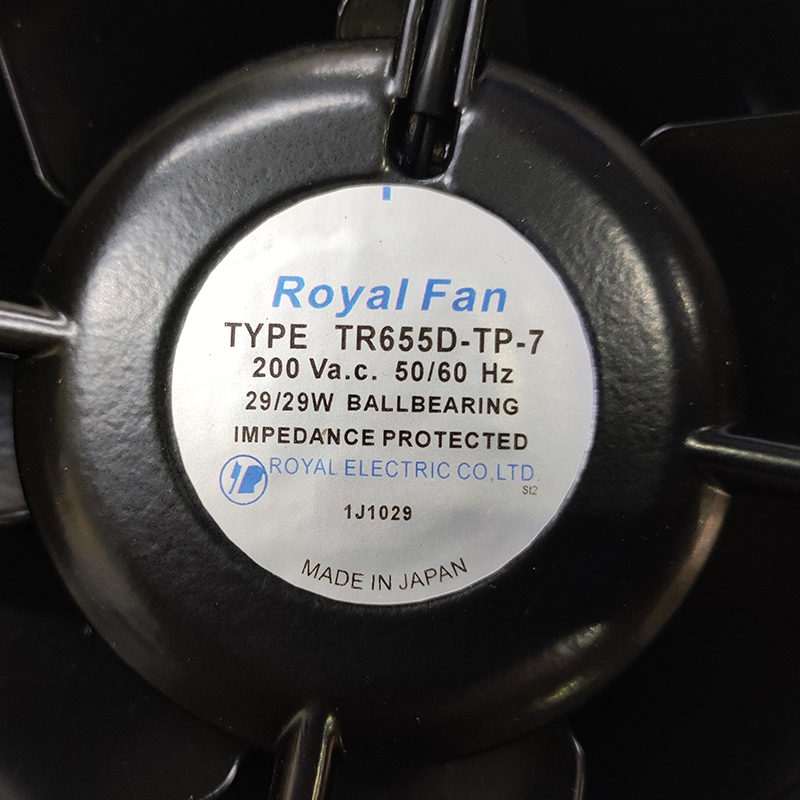 Royal Fan
TYPE TR655D-TP-7
200 Va.c. 50/60 Hz
29/29W BALLBEARING
IMPEDANCE PROTECTED
ROYAL ELECTRIC CO,LTD.
St2
1J1029
MADE IN JAPAN